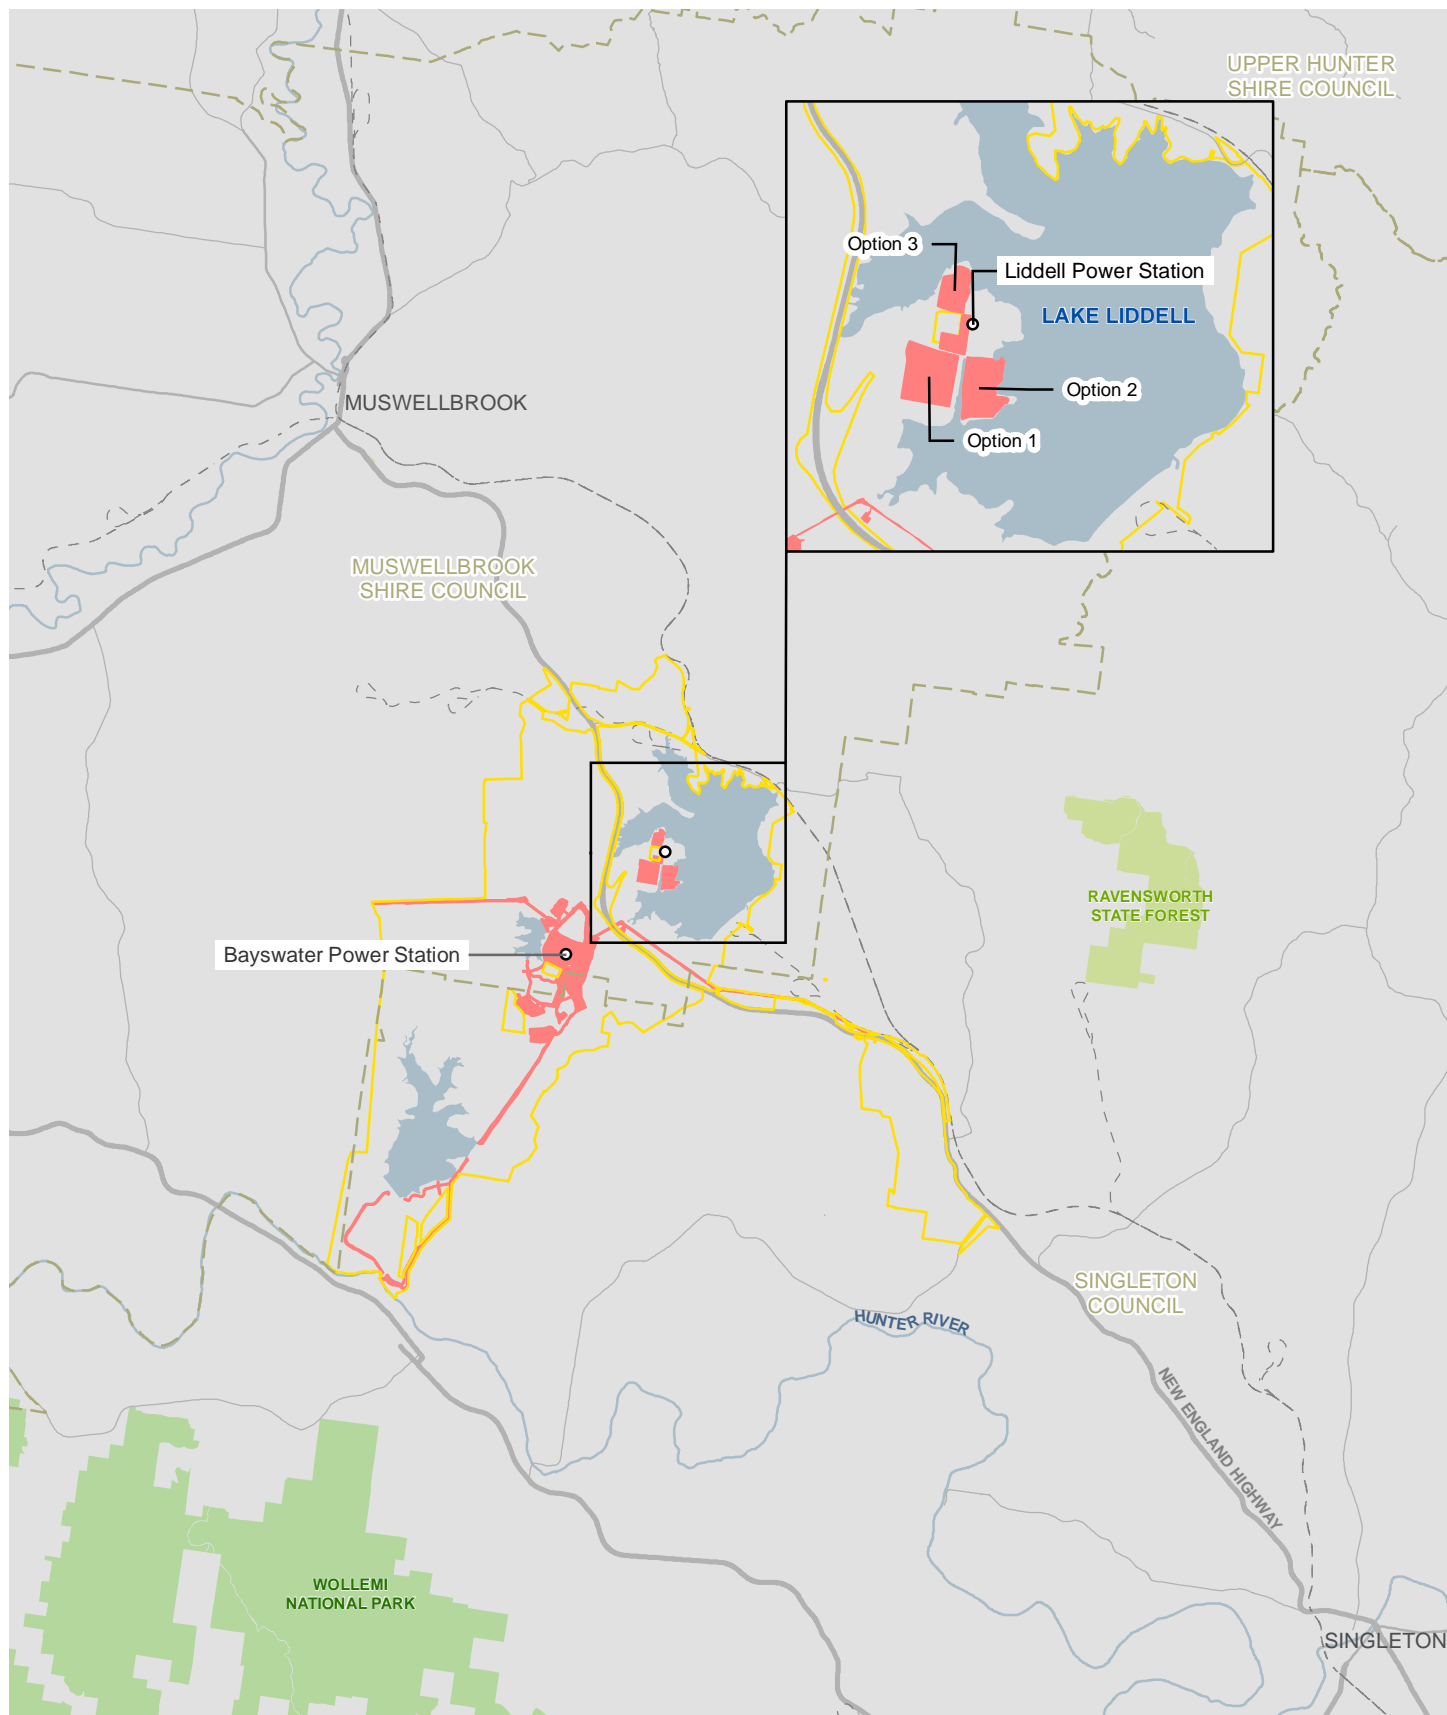 UPPER HUNTER
SHIRE COUNCIL
Option 3
Liddell Power Station
LAKE LIDDELL
Option 2
Option 1
MUSWELLBROOK
MUSWELLBROOK
SHIRE COUNCIL
RAVENSWORTH
STATE FOREST
Bayswater Power Station
SINGLETON
COUNCIL
HUNTER RIVER
NEW ENGLAND HIGHWAY
WOLLEMI
NATIONAL PARK
SINGLETON